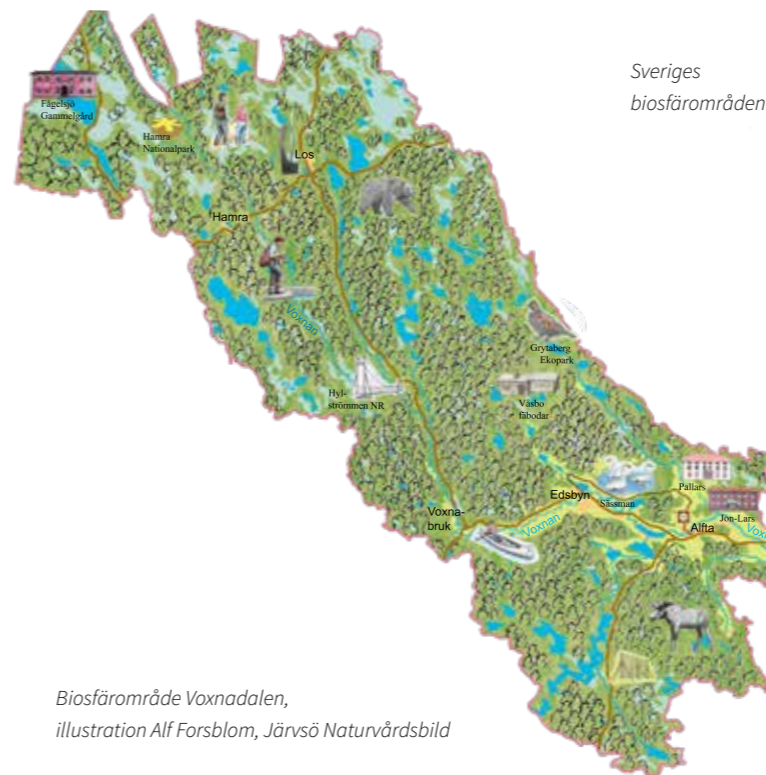 Sveriges
biosfärområden
Fågelsjö
Gammelgård
Hamra
Nationalpark
Los
Hamra
Voxnan
Grytaberg
Ekopark
Hyl-
strömmen NR
Våsbo
fäbodar
Pallars
Edsbyn
Sässman
Jon-Lars
Voxna-
bruk
Voxnan
Alfta
Biosfärområde Voxnadalen,
illustration Alf Forsblom, Järvsö Naturvårdsbild